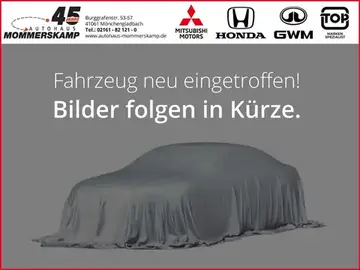 45
AUTOHAUS
MOMMERSKAMP
Burggrafenstr. 53-57
41061 Mönchengladbach
Tel.: 02161 - 82 121 - 0
www.autohaus-mommerskamp.de
MITSUBISHI
MOTORS
HONDA
GWM
TOP
MARKEN
SPEZIALIST
Fahrzeug neu eingetroffen!
Bilder folgen in Kürze.